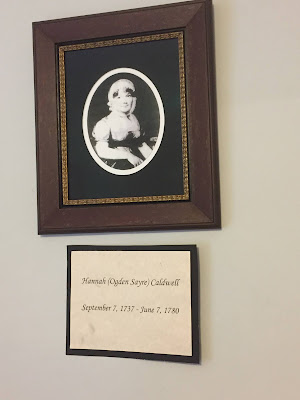 Hannah (Ogden Sayre) Caldwell
September 7, 1737 - June 7, 1780